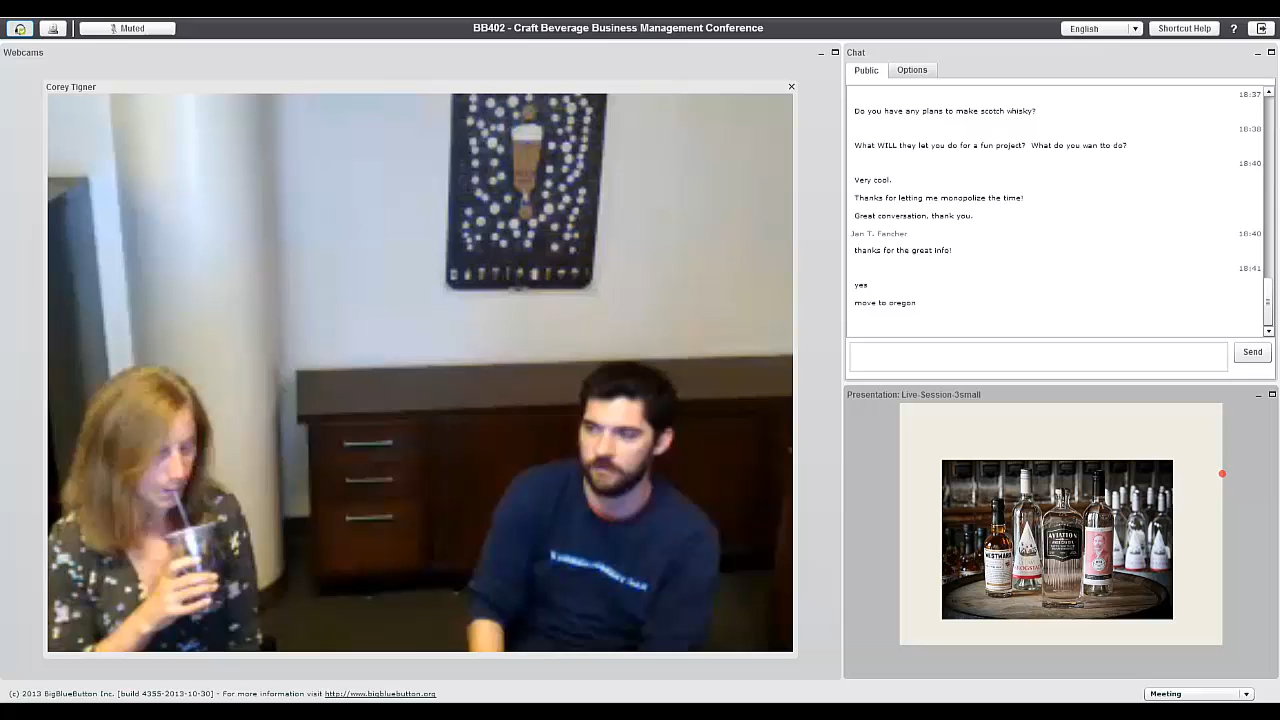 Muted
BB402 - Craft Beverage Business Management Conference
English
Shortcut Help
?
Webcams
Corey Tigner
Chat
Public
Options
18:37
Do you have any plans to make scotch whisky?
18:38
What WILL they let you do for a fun project?  What do you wan tto do?
18:40
Very cool.
Thanks for letting me monopolize the time!
Great conversation, thank you.
Jan T. Fancher 18:40
thanks for the great info!
18:41
yes
move to oregon
Send
Presentation: Live-Session-3small
WESTWARD
KROGSTAD
AVIATION
(c) 2013 BigBlueButton Inc. [build 4355-2013-10-30] - For more information visit http://www.bigbluebutton.org
Meeting